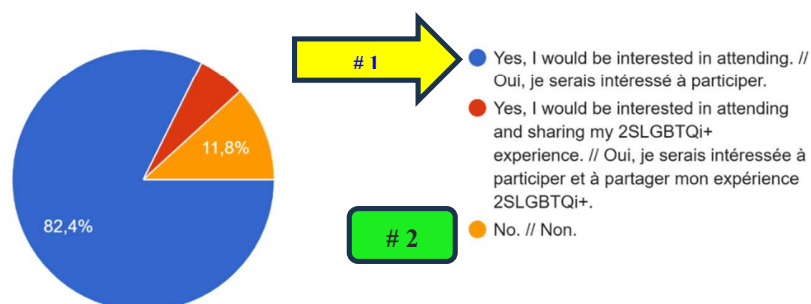 # 1
Yes, I would be interested in attending. //
Oui, je serais intéressé à participer.
Yes, I would be interested in attending
and sharing my 2SLGBTQi+
experience. // Oui, je serais intéressée à
participer et à partager mon expérience
2SLGBTQi+.
11,8%
82,4%
# 2
No. // Non.